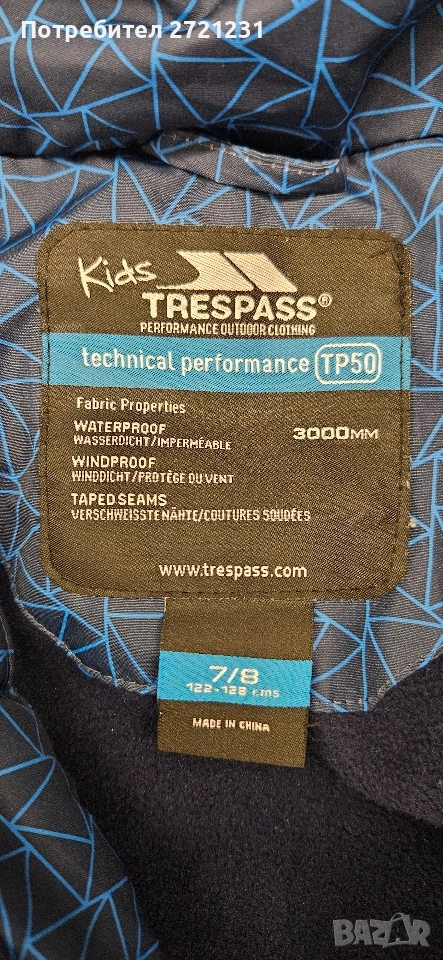 Потребител 2721231
Kids
TRESPASS®
PERFORMANCE OUTDOOR CLOTHING
technical performance TP50
Fabric Properties
WATERPROOF 3000MM
WASSERDICHT/IMPERMÉABLE
WINDPROOF
WINDDICHT/PROTÈGE DU VENT
TAPED SEAMS
VERSCHWEISSTE NÄHTE/COUTURES SOUDÉES
www.trespass.com
7/8
122-128 cms
MADE IN CHINA
BAZAR